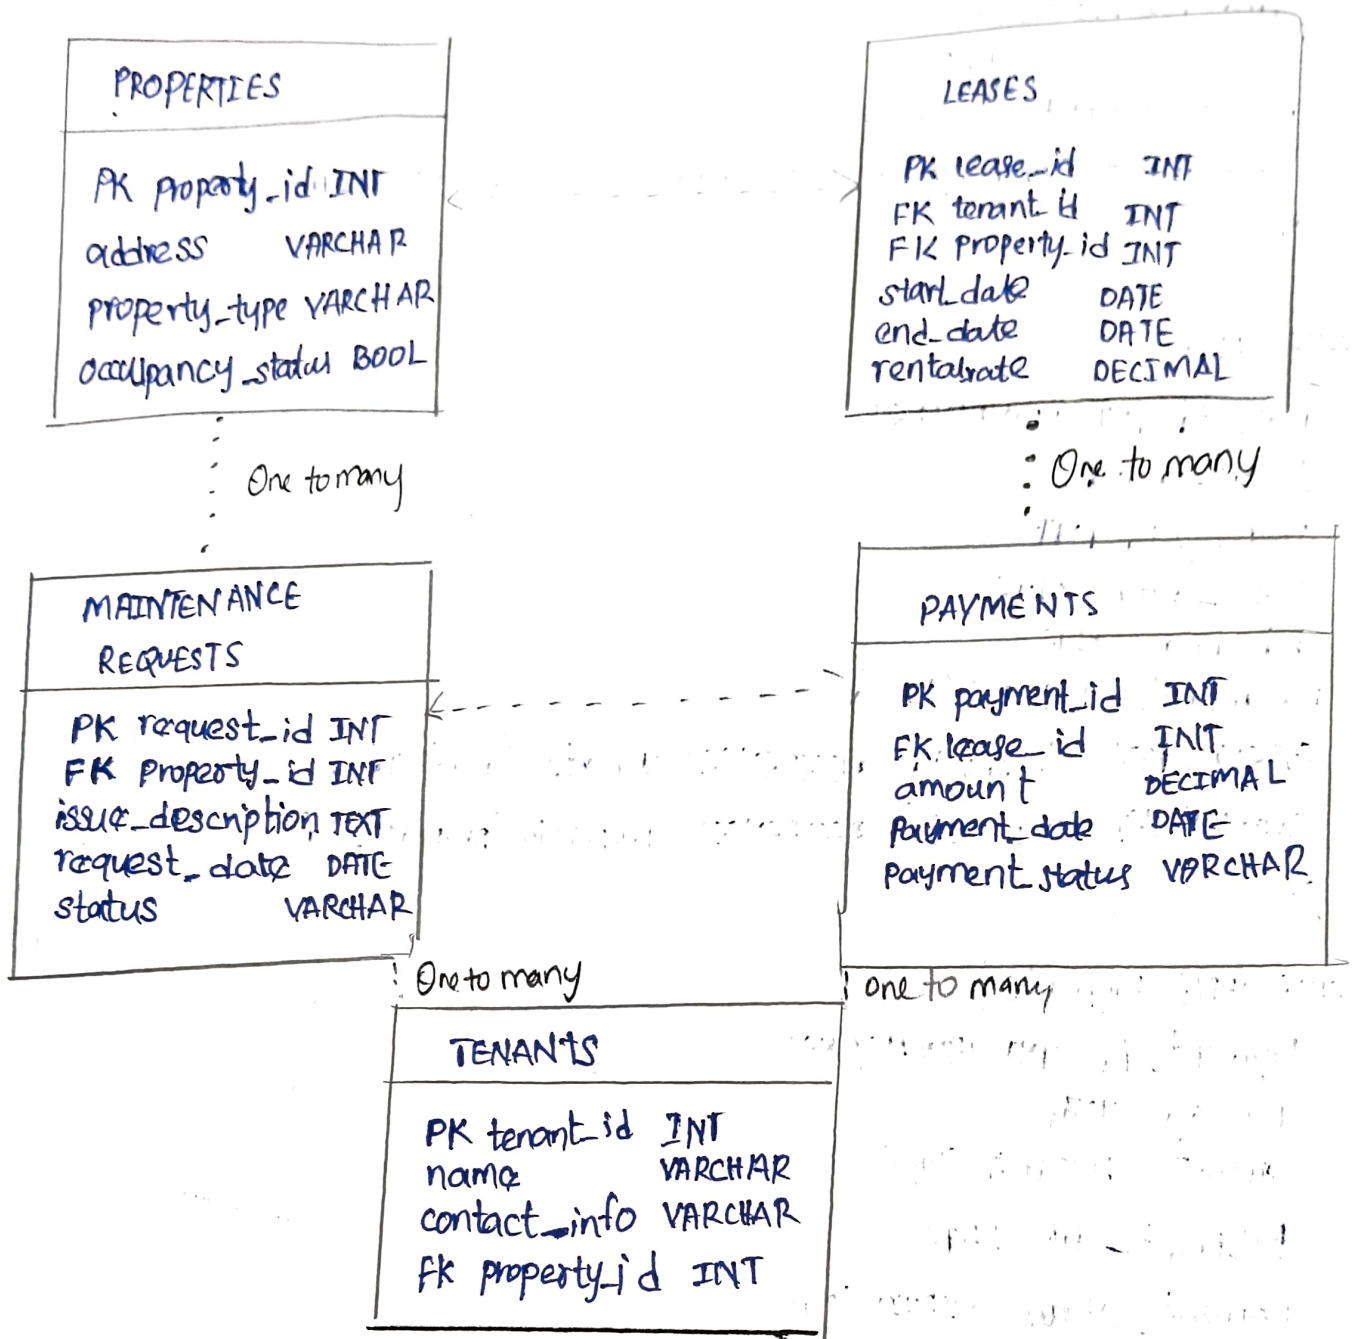 PROPERTIES
PK property_id INT
address VARCHAR
property_type VARCHAR
occupancy_status BOOL
LEASES
PK lease_id INT
FK tenant_id INT
FK property_id INT
start_date DATE
end_date DATE
rentalrate DECIMAL
One to many
One to many
MAINTENANCE
REQUESTS
PK request_id INT
FK Property_id INT
issue_description TEXT
request_date DATE
status VARCHAR
PAYMENTS
PK payment_id INT
FK lease_id INT
amount DECIMAL
Payment_date DATE
payment_status VARCHAR
One to many
one to many
TENANTS
PK tenant_id INT
name VARCHAR
contact_info VARCHAR
FK property_id INT